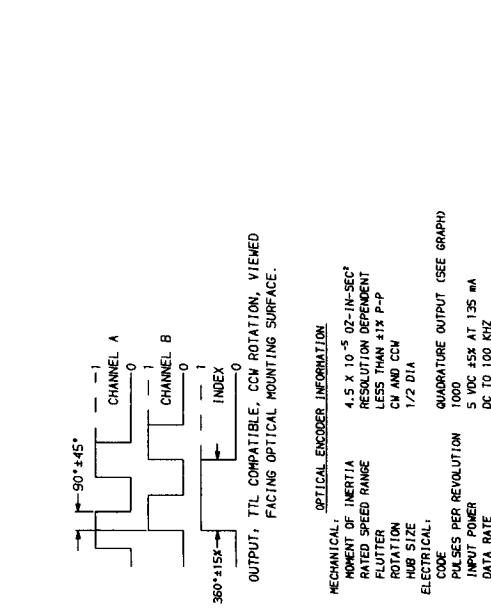 90°±45°
1
CHANNEL A
0
1
CHANNEL B
0
1
INDEX
0
360°±15%
OUTPUT: TTL COMPATIBLE, CCW ROTATION, VIEWED
FACING OPTICAL MOUNTING SURFACE.
OPTICAL ENCODER INFORMATION
MECHANICAL:
MOMENT OF INERTIA 4.5 X 10⁻⁵ OZ-IN-SEC²
RATED SPEED RANGE RESOLUTION DEPENDENT
FLUTTER LESS THAN ±1% P-P
ROTATION CW AND CCW
HUB SIZE 1/2 DIA
ELECTRICAL:
CODE QUADRATURE OUTPUT (SEE GRAPH)
PULSES PER REVOLUTION 1000
INPUT POWER 5 VDC ±5% AT 135 mA
DATA RATE DC TO 100 KHZ